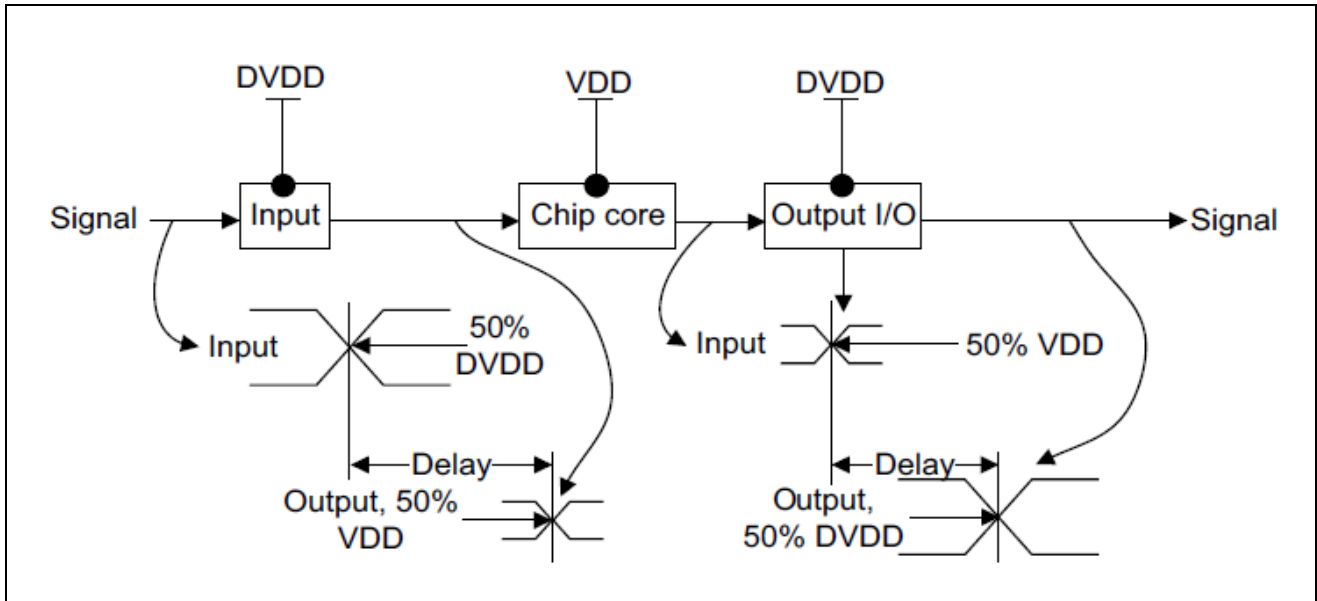 DVDD
VDD
DVDD
Signal
Input
Chip core
Output I/O
Signal
Input
50%
DVDD
Input
50% VDD
Delay
Output, 50%
VDD
Delay
Output,
50% DVDD